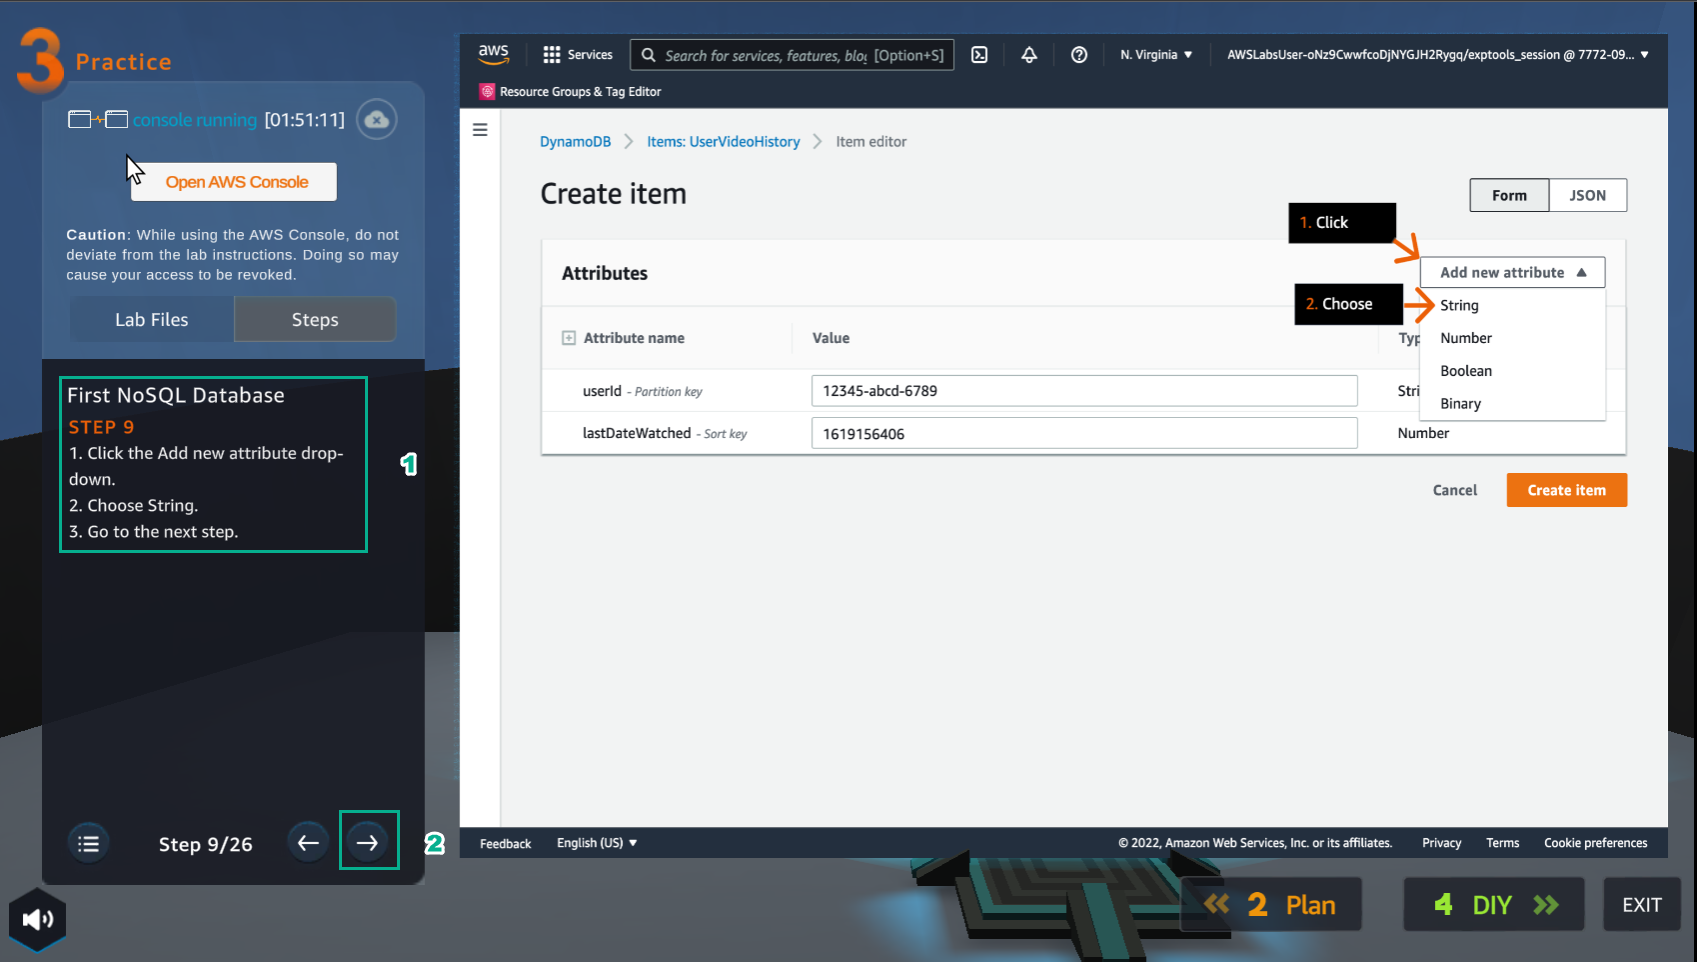 3 Practice
console running [01:51:11]
Open AWS Console
Caution: While using the AWS Console, do not
deviate from the lab instructions. Doing so may
cause your access to be revoked.
Lab Files
Steps
First NoSQL Database
STEP 9
1. Click the Add new attribute drop-
down.
2. Choose String.
3. Go to the next step.
1
Step 9/26
2
aws
Services
Search for services, features, blog [Option+S]
N. Virginia
AWSLabsUser-oNz9CwwfcoDjNYGJH2Rygq/exptools_session @ 7772-09...
Resource Groups & Tag Editor
DynamoDB
Items: UserVideoHistory
Item editor
Create item
Form
JSON
1. Click
Attributes
Add new attribute
2. Choose
String
Number
Boolean
Binary
Attribute name
Value
Typ
userId - Partition key
12345-abcd-6789
Stri
lastDateWatched - Sort key
1619156406
Number
Cancel
Create item
Feedback
English (US)
© 2022, Amazon Web Services, Inc. or its affiliates.
Privacy
Terms
Cookie preferences
2 Plan
4 DIY
EXIT